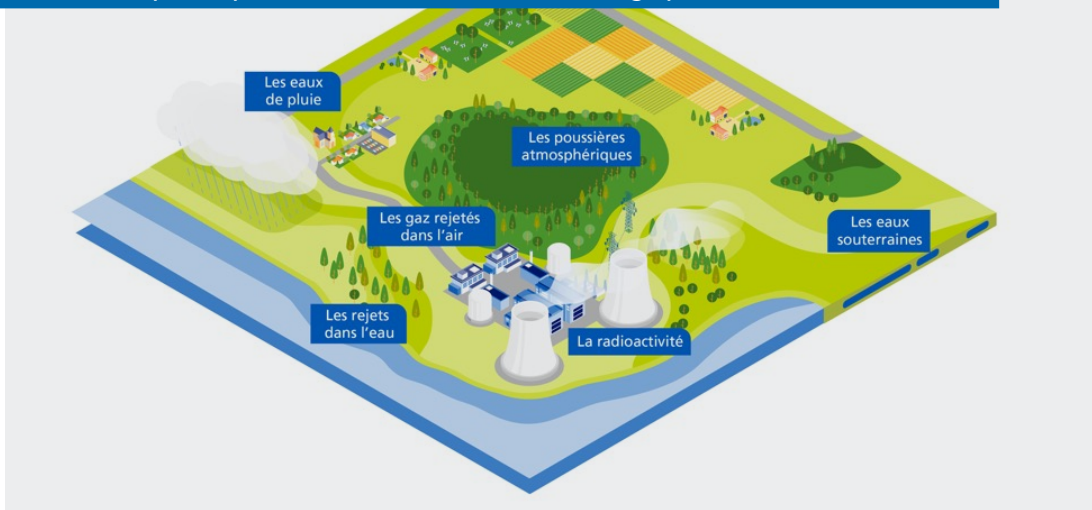 Les eaux
de pluie
Les poussières
atmosphériques
Les gaz rejetés
dans l'air
Les eaux
souterraines
Les rejets
dans l'eau
La radioactivité